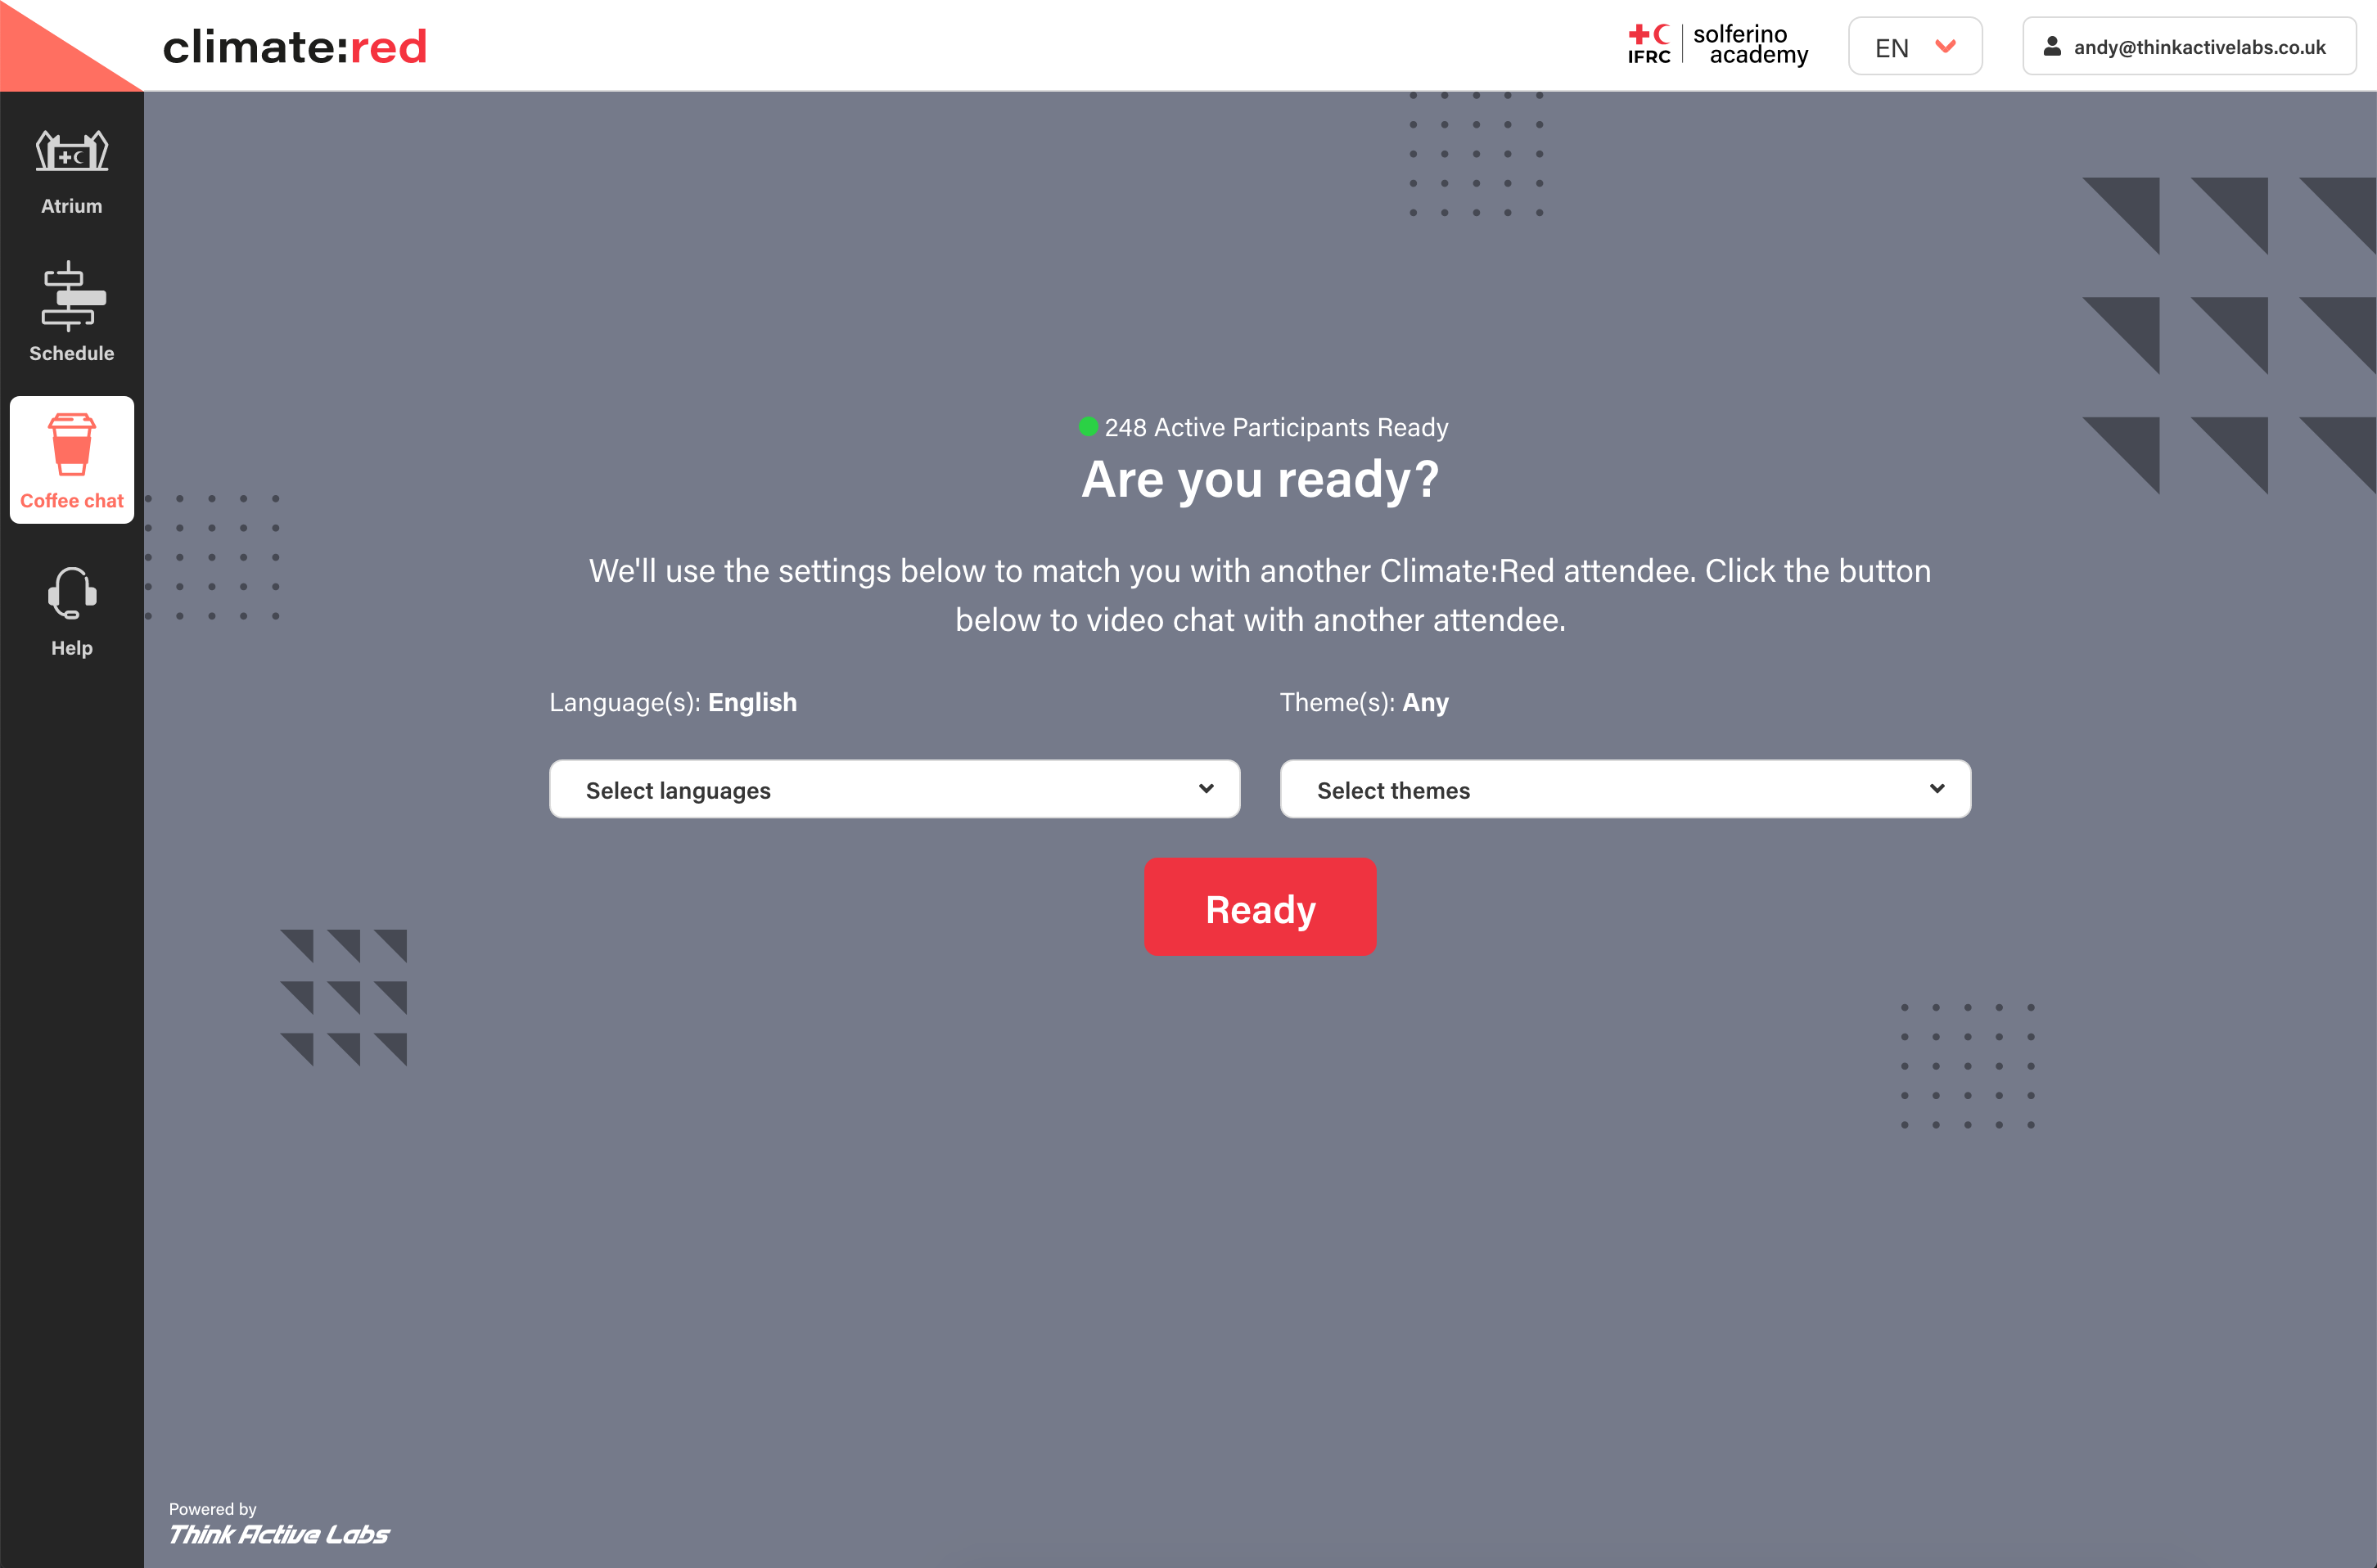 climate:red
IFRC
solferino
academy
EN
andy@thinkactivelabs.co.uk
Atrium
Schedule
Coffee chat
Help
248 Active Participants Ready
Are you ready?
We'll use the settings below to match you with another Climate:Red attendee. Click the button
below to video chat with another attendee.
Language(s): English
Theme(s): Any
Select languages
Select themes
Ready
Powered by
Think Active Labs